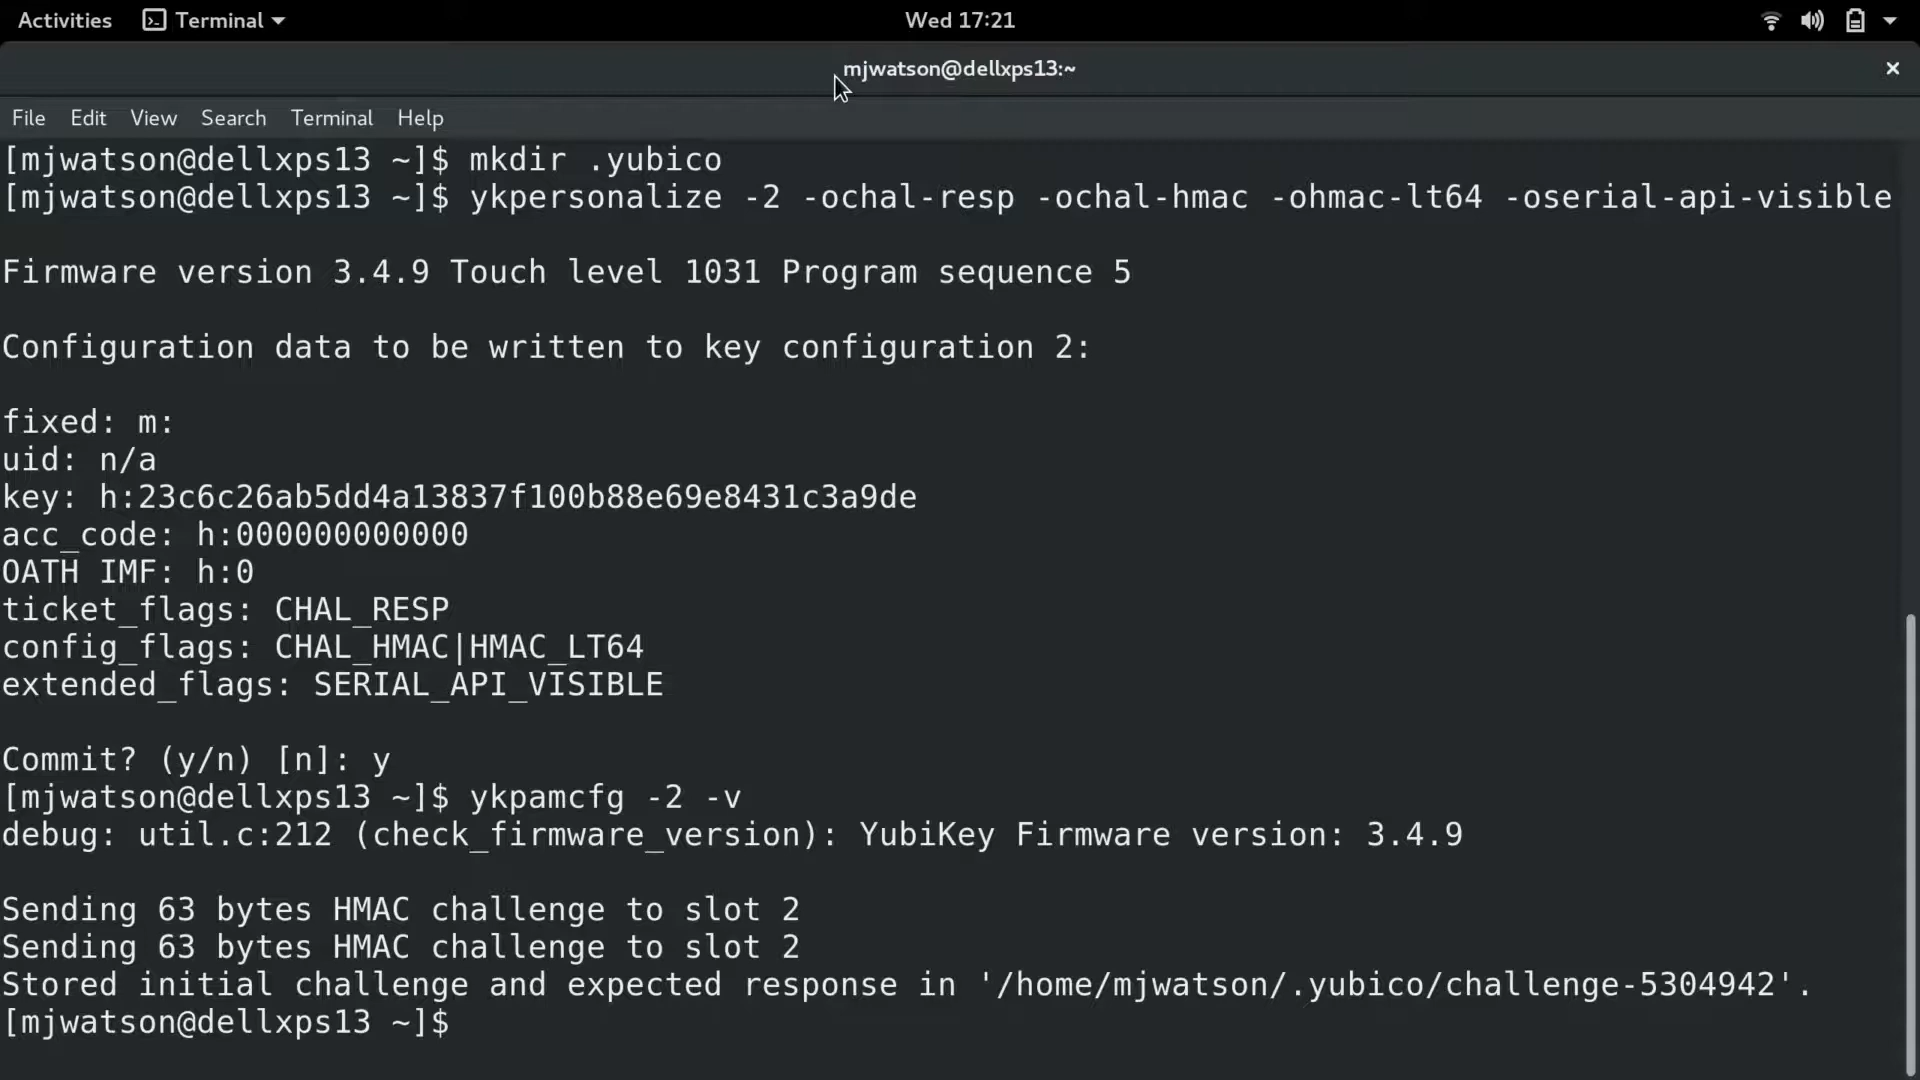 Activities Terminal Wed 17:21
mjwatson@dellxps13:~ ×
File Edit View Search Terminal Help
[mjwatson@dellxps13 ~]$ mkdir .yubico
[mjwatson@dellxps13 ~]$ ykpersonalize -2 -ochal-resp -ochal-hmac -ohmac-lt64 -oserial-api-visible
Firmware version 3.4.9 Touch level 1031 Program sequence 5
Configuration data to be written to key configuration 2:
fixed: m:
uid: n/a
key: h:23c6c26ab5dd4a13837f100b88e69e8431c3a9de
acc_code: h:000000000000
OATH IMF: h:0
ticket_flags: CHAL_RESP
config_flags: CHAL_HMAC|HMAC_LT64
extended_flags: SERIAL_API_VISIBLE
Commit? (y/n) [n]: y
[mjwatson@dellxps13 ~]$ ykpamcfg -2 -v
debug: util.c:212 (check_firmware_version): YubiKey Firmware version: 3.4.9
Sending 63 bytes HMAC challenge to slot 2
Sending 63 bytes HMAC challenge to slot 2
Stored initial challenge and expected response in '/home/mjwatson/.yubico/challenge-5304942'.
[mjwatson@dellxps13 ~]$